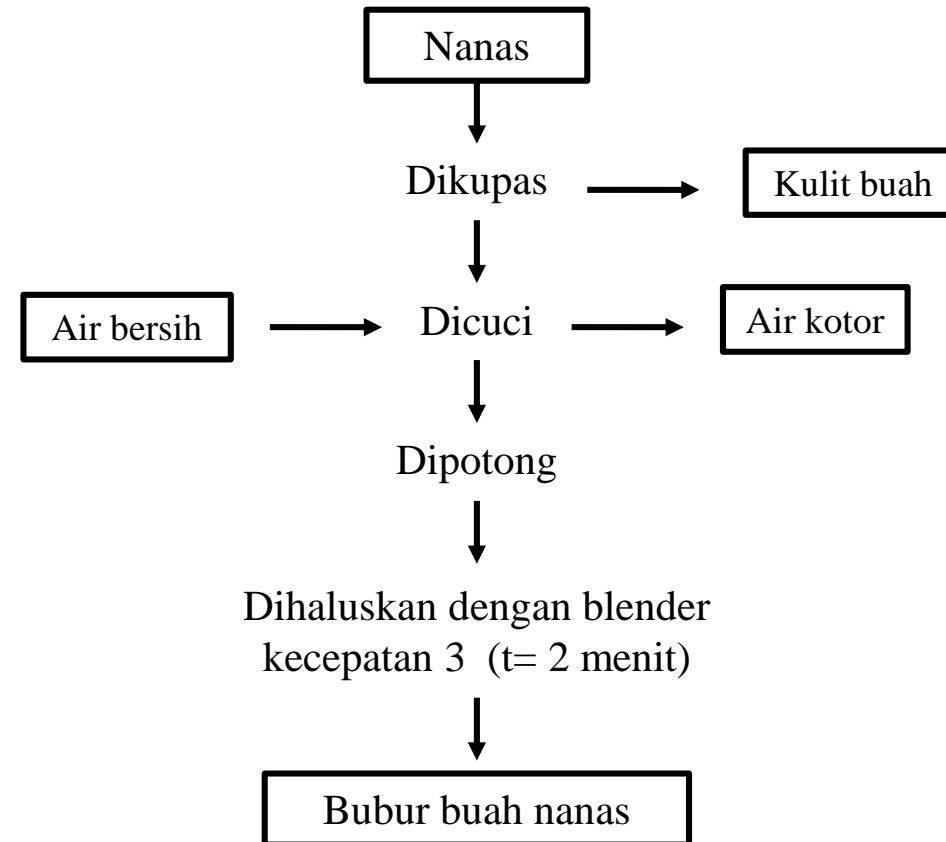 Nanas
Dikupas
Kulit buah
Air bersih
Dicuci
Air kotor
Dipotong
Dihaluskan dengan blender
kecepatan 3 (t= 2 menit)
Bubur buah nanas